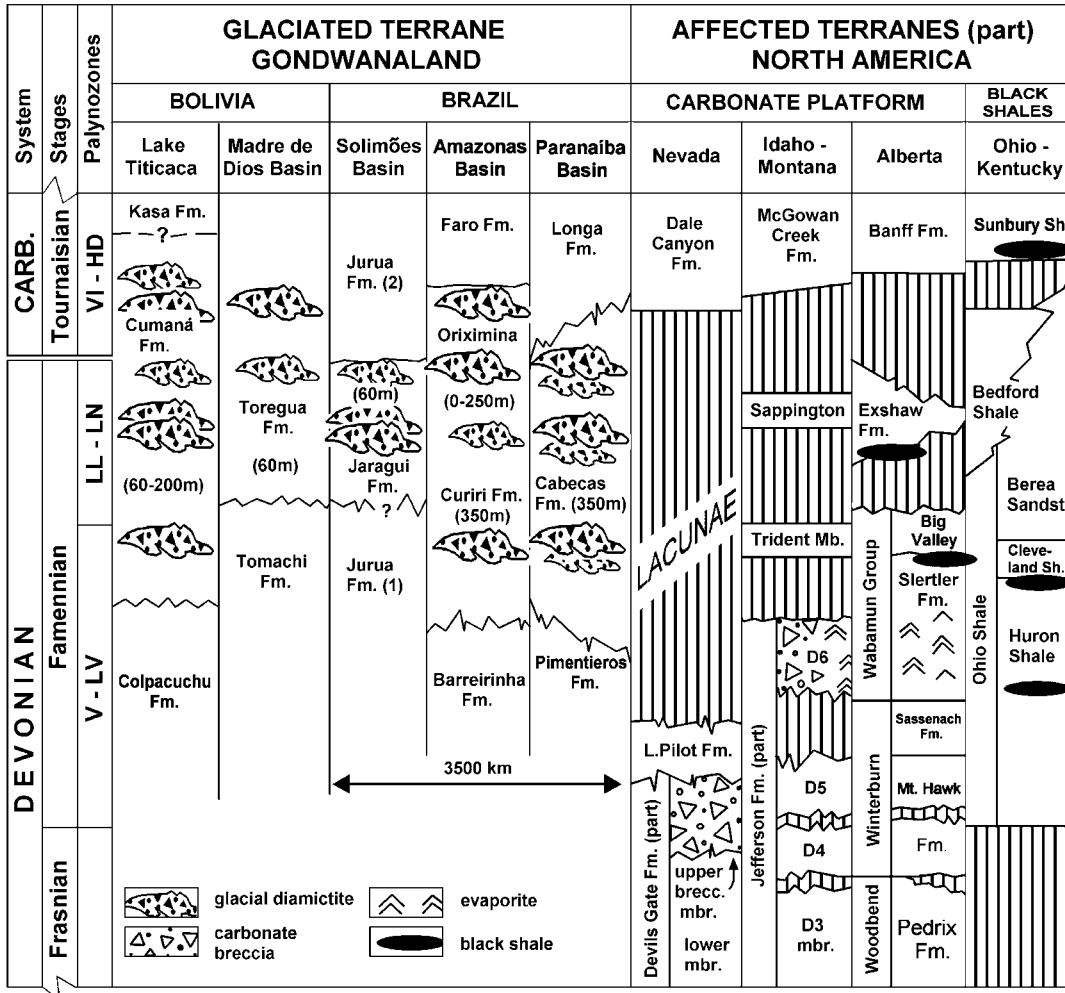 GLACIATED TERRANE
GONDWANALAND
AFFECTED TERRANES (part)
NORTH AMERICA
System
Stages
Palynozones
BOLIVIA
BRAZIL
CARBONATE PLATFORM
BLACK
SHALES
Lake
Titicaca
Madre de
Díos Basin
Solimões
Basin
Amazonas
Basin
Paranaíba
Basin
Nevada
Idaho -
Montana
Alberta
Ohio -
Kentucky
CARB.
DEVONIAN
Tournaisian
Famennian
Frasnian
VI - HD
LL - LN
V - LV
Kasa Fm.
?
Cumaná
Fm.
(60-200m)
Colpacuchu
Fm.
Toregua
Fm.
(60m)
Tomachi
Fm.
Jurua
Fm. (2)
(60m)
Jaragui
Fm.
?
Jurua
Fm. (1)
Faro Fm.
Oriximina
(0-250m)
Curiri Fm.
(350m)
Barreirinha
Fm.
Longa
Fm.
Cabecas
Fm. (350m)
Pimentieros
Fm.
3500 km
Dale
Canyon
Fm.
LACUNAE
L.Pilot Fm.
Devils Gate Fm. (part)
upper
brecc.
mbr.
lower
mbr.
McGowan
Creek
Fm.
Sappington
Trident Mb.
D6
Jefferson Fm. (part)
D5
D4
D3
mbr.
Banff Fm.
Exshaw
Fm.
Big
Valley
Slertler
Fm.
Wabamun Group
Sassenach
Fm.
Winterburn
Mt. Hawk
Fm.
Woodbend
Pedrix
Fm.
Sunbury Sh
Bedford
Shale
Berea
Sandst
Cleve-
land Sh.
Ohio Shale
Huron
Shale
glacial diamictite
evaporite
carbonate
breccia
black shale